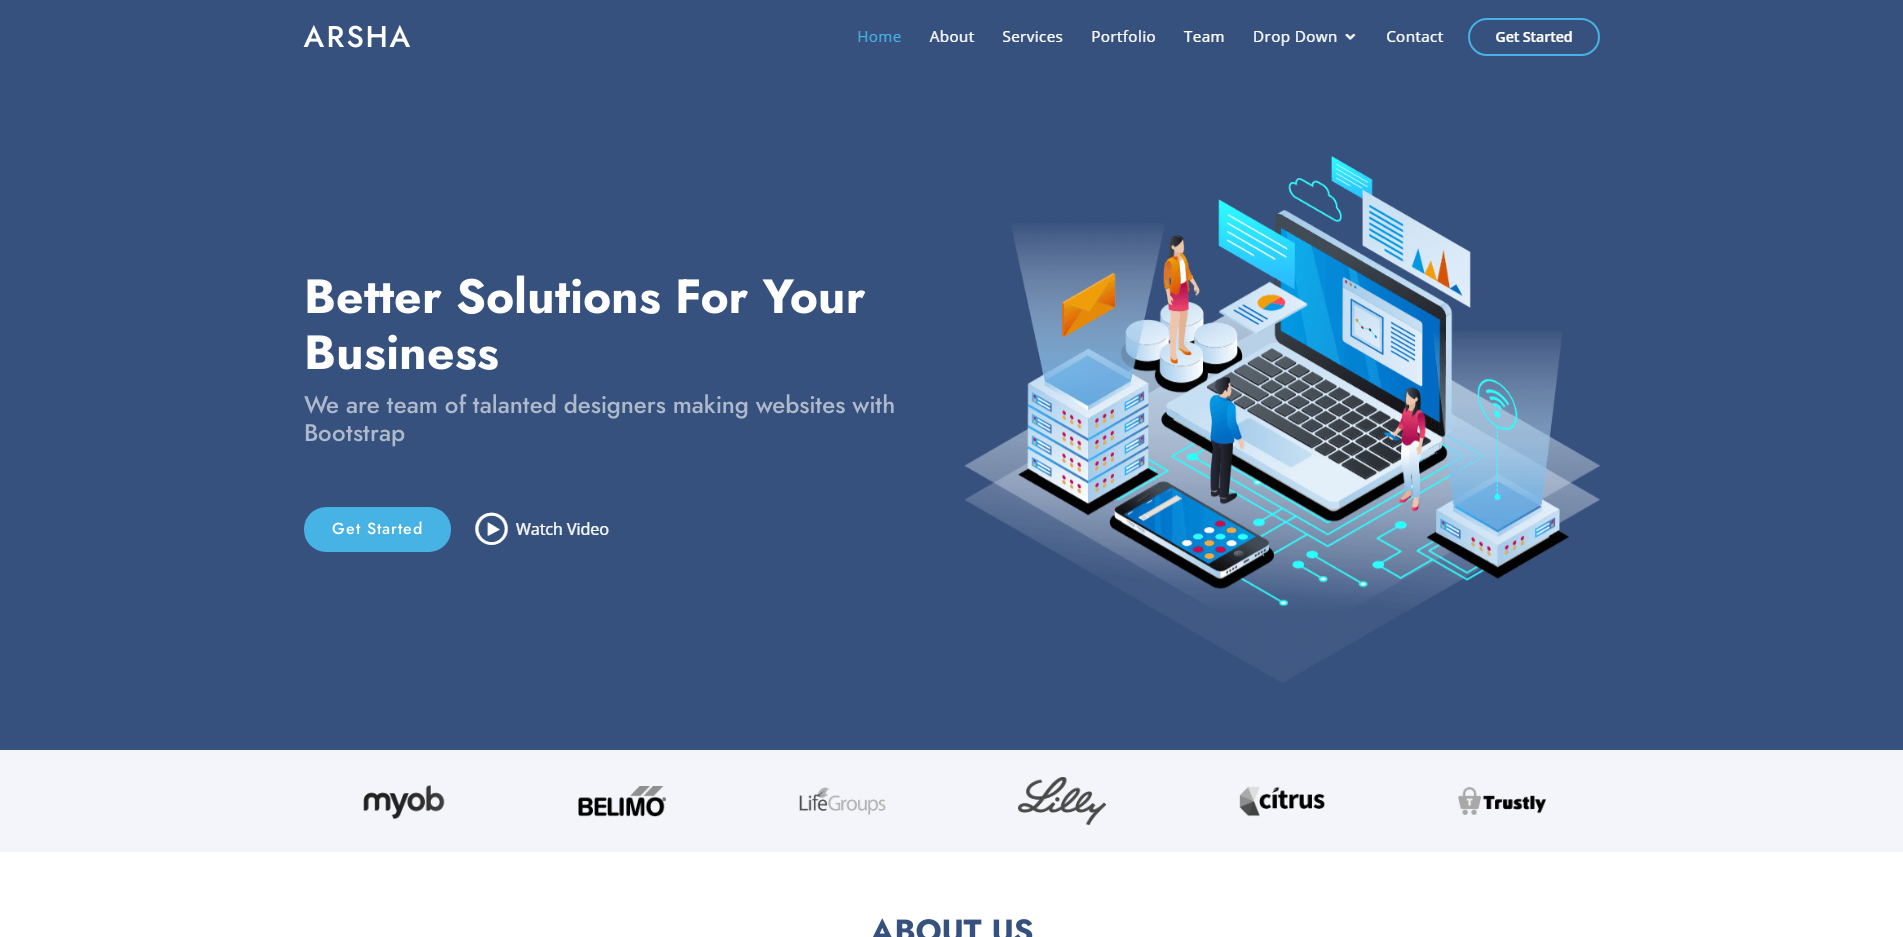 ARSHA
Home About Services Portfolio Team Drop Down Contact Get Started
Better Solutions For Your
Business
We are team of talanted designers making websites with
Bootstrap
Get Started Watch Video
myob BELIMO LifeGroups Lilly cítrus Trustly
ABOUT US